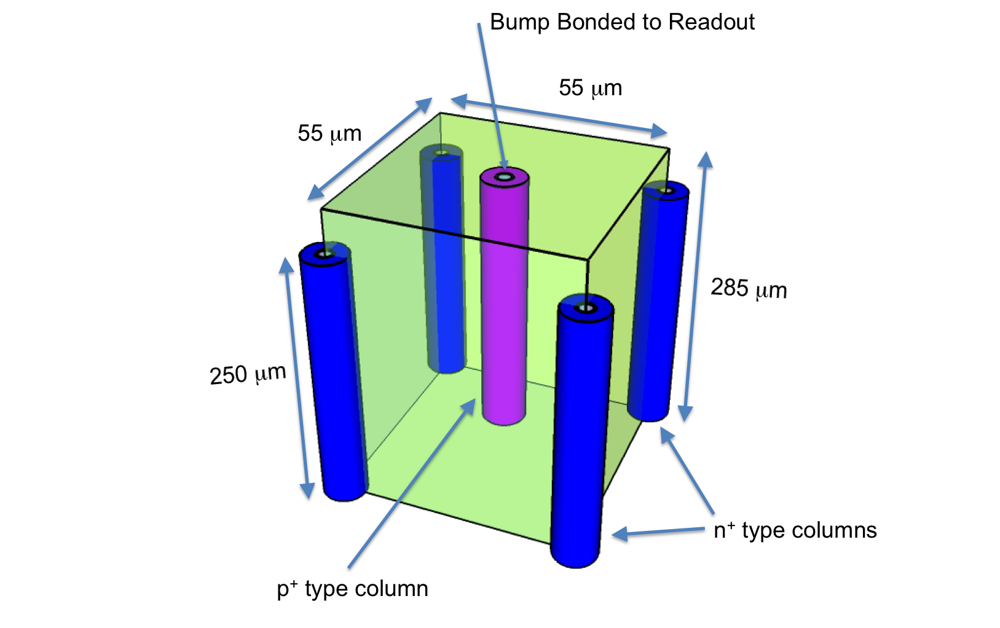 Bump Bonded to Readout
55 μm
55 μm
285 μm
250 μm
n⁺ type columns
p⁺ type column